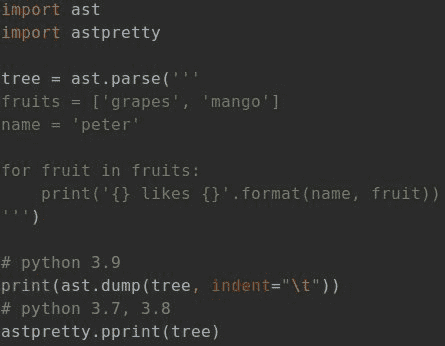 import ast
import astpretty

tree = ast.parse('''
fruits = ['grapes', 'mango']
name = 'peter'

for fruit in fruits:
    print('{} likes {}'.format(name, fruit))
''')

# python 3.9
print(ast.dump(tree, indent="\t"))
# python 3.7, 3.8
astpretty.pprint(tree)